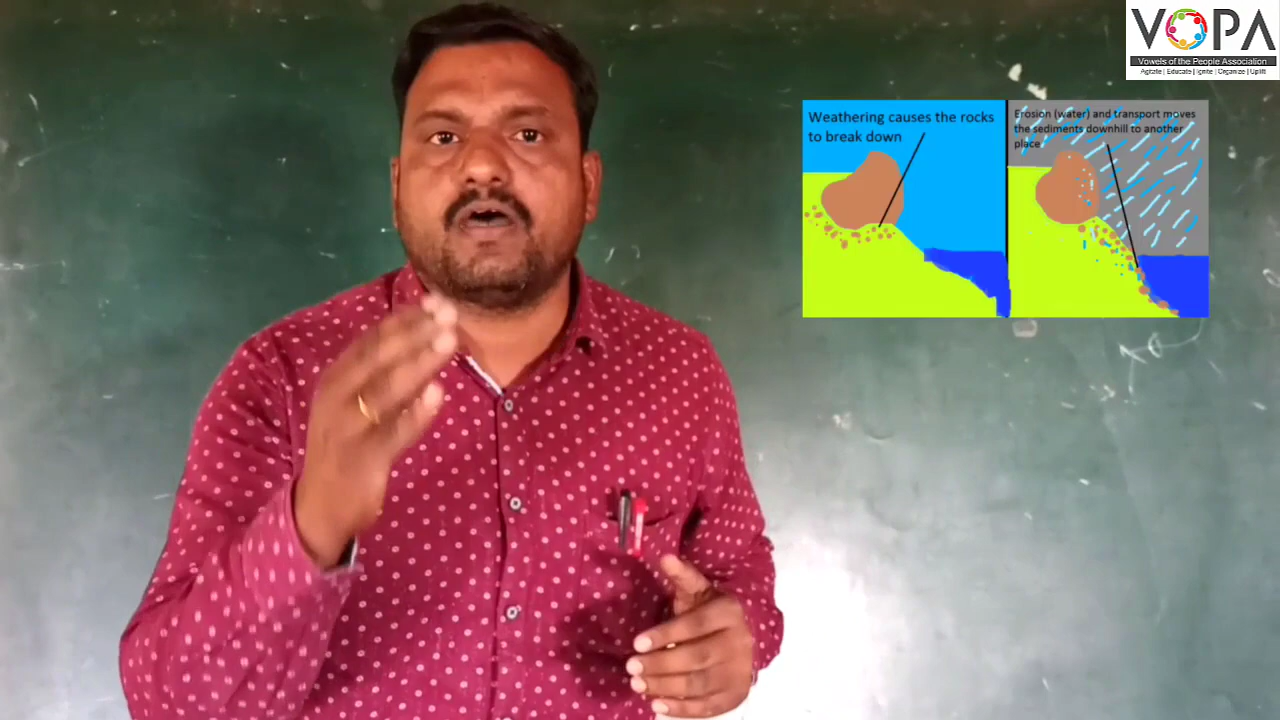 VOPA
Vowels of the People Association
Agitate | Educate | Ignite | Organize | Uplift
Weathering causes the rocks
to break down
Erosion (water) and transport moves
the sediments downhill to another
place